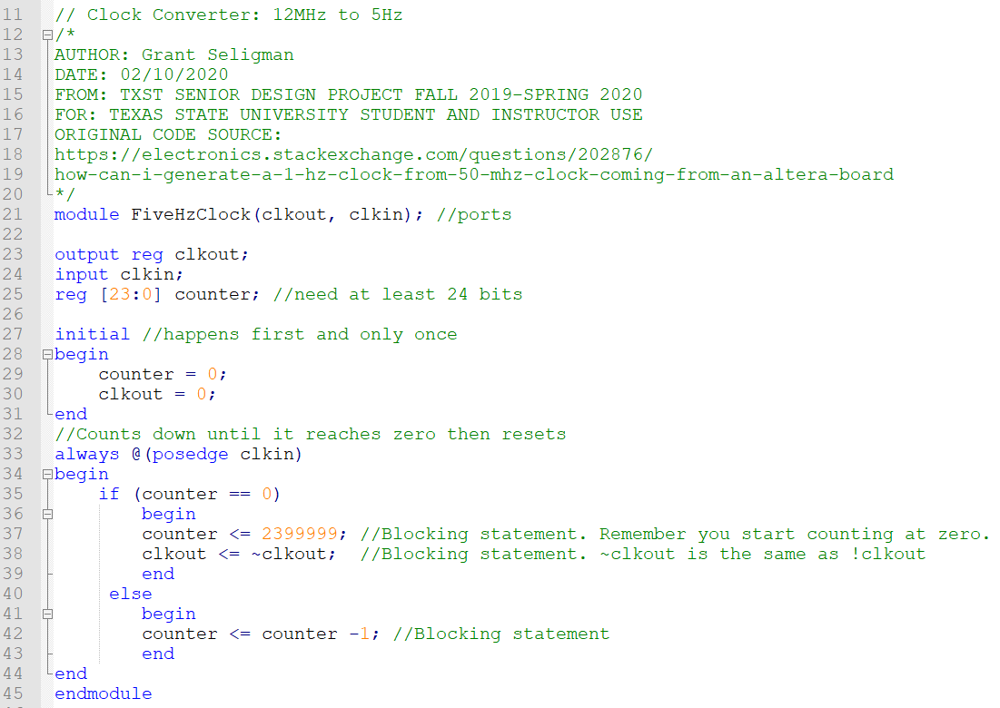 11 // Clock Converter: 12MHz to 5Hz
12 /*
13 AUTHOR: Grant Seligman
14 DATE: 02/10/2020
15 FROM: TXST SENIOR DESIGN PROJECT FALL 2019-SPRING 2020
16 FOR: TEXAS STATE UNIVERSITY STUDENT AND INSTRUCTOR USE
17 ORIGINAL CODE SOURCE:
18 https://electronics.stackexchange.com/questions/202876/
19 how-can-i-generate-a-1-hz-clock-from-50-mhz-clock-coming-from-an-altera-board
20 */
21 module FiveHzClock(clkout, clkin); //ports
22
23 output reg clkout;
24 input clkin;
25 reg [23:0] counter; //need at least 24 bits
26
27 initial //happens first and only once
28 begin
29     counter = 0;
30     clkout = 0;
31 end
32 //Counts down until it reaches zero then resets
33 always @(posedge clkin)
34 begin
35     if (counter == 0)
36         begin
37         counter <= 2399999; //Blocking statement. Remember you start counting at zero.
38         clkout <= ~clkout;  //Blocking statement. ~clkout is the same as !clkout
39         end
40      else
41         begin
42         counter <= counter -1; //Blocking statement
43         end
44 end
45 endmodule